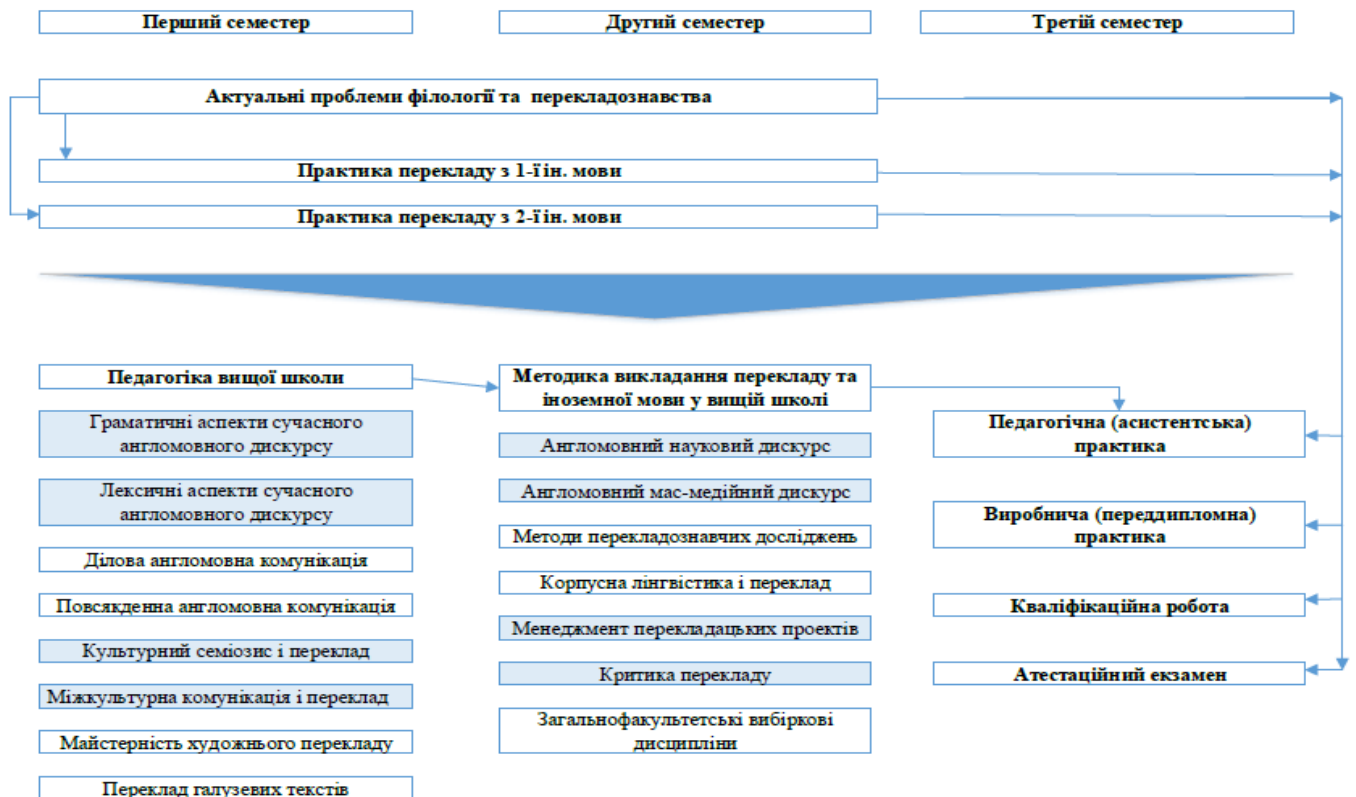 Перший семестр
Другий семестер
Третій семестер
Актуальні проблеми філології та перекладознавства
Практика перекладу з 1-ї ін. мови
Практика перекладу з 2-ї ін. мови
Педагогіка вищої школи
Граматичні аспекти сучасного
англомовного дискурсу
Лексичні аспекти сучасного
англомовного дискурсу
Ділова англомовна комунікація
Повсякденна англомовна комунікація
Культурний семіозис і переклад
Міжкультурна комунікація і переклад
Майстерність художнього перекладу
Переклад галузевих текстів
Методика викладання перекладу та
іноземної мови у вищій школі
Англомовний науковий дискурс
Англомовний мас-медійний дискурс
Методи перекладознавчих досліджень
Корпусна лінгвістика і переклад
Менеджмент перекладацьких проектів
Критика перекладу
Загальнофакультетські вибіркові
дисципліни
Педагогічна (асистентська)
практика
Виробнича (переддипломна)
практика
Кваліфікаційна робота
Атестаційний екзамен